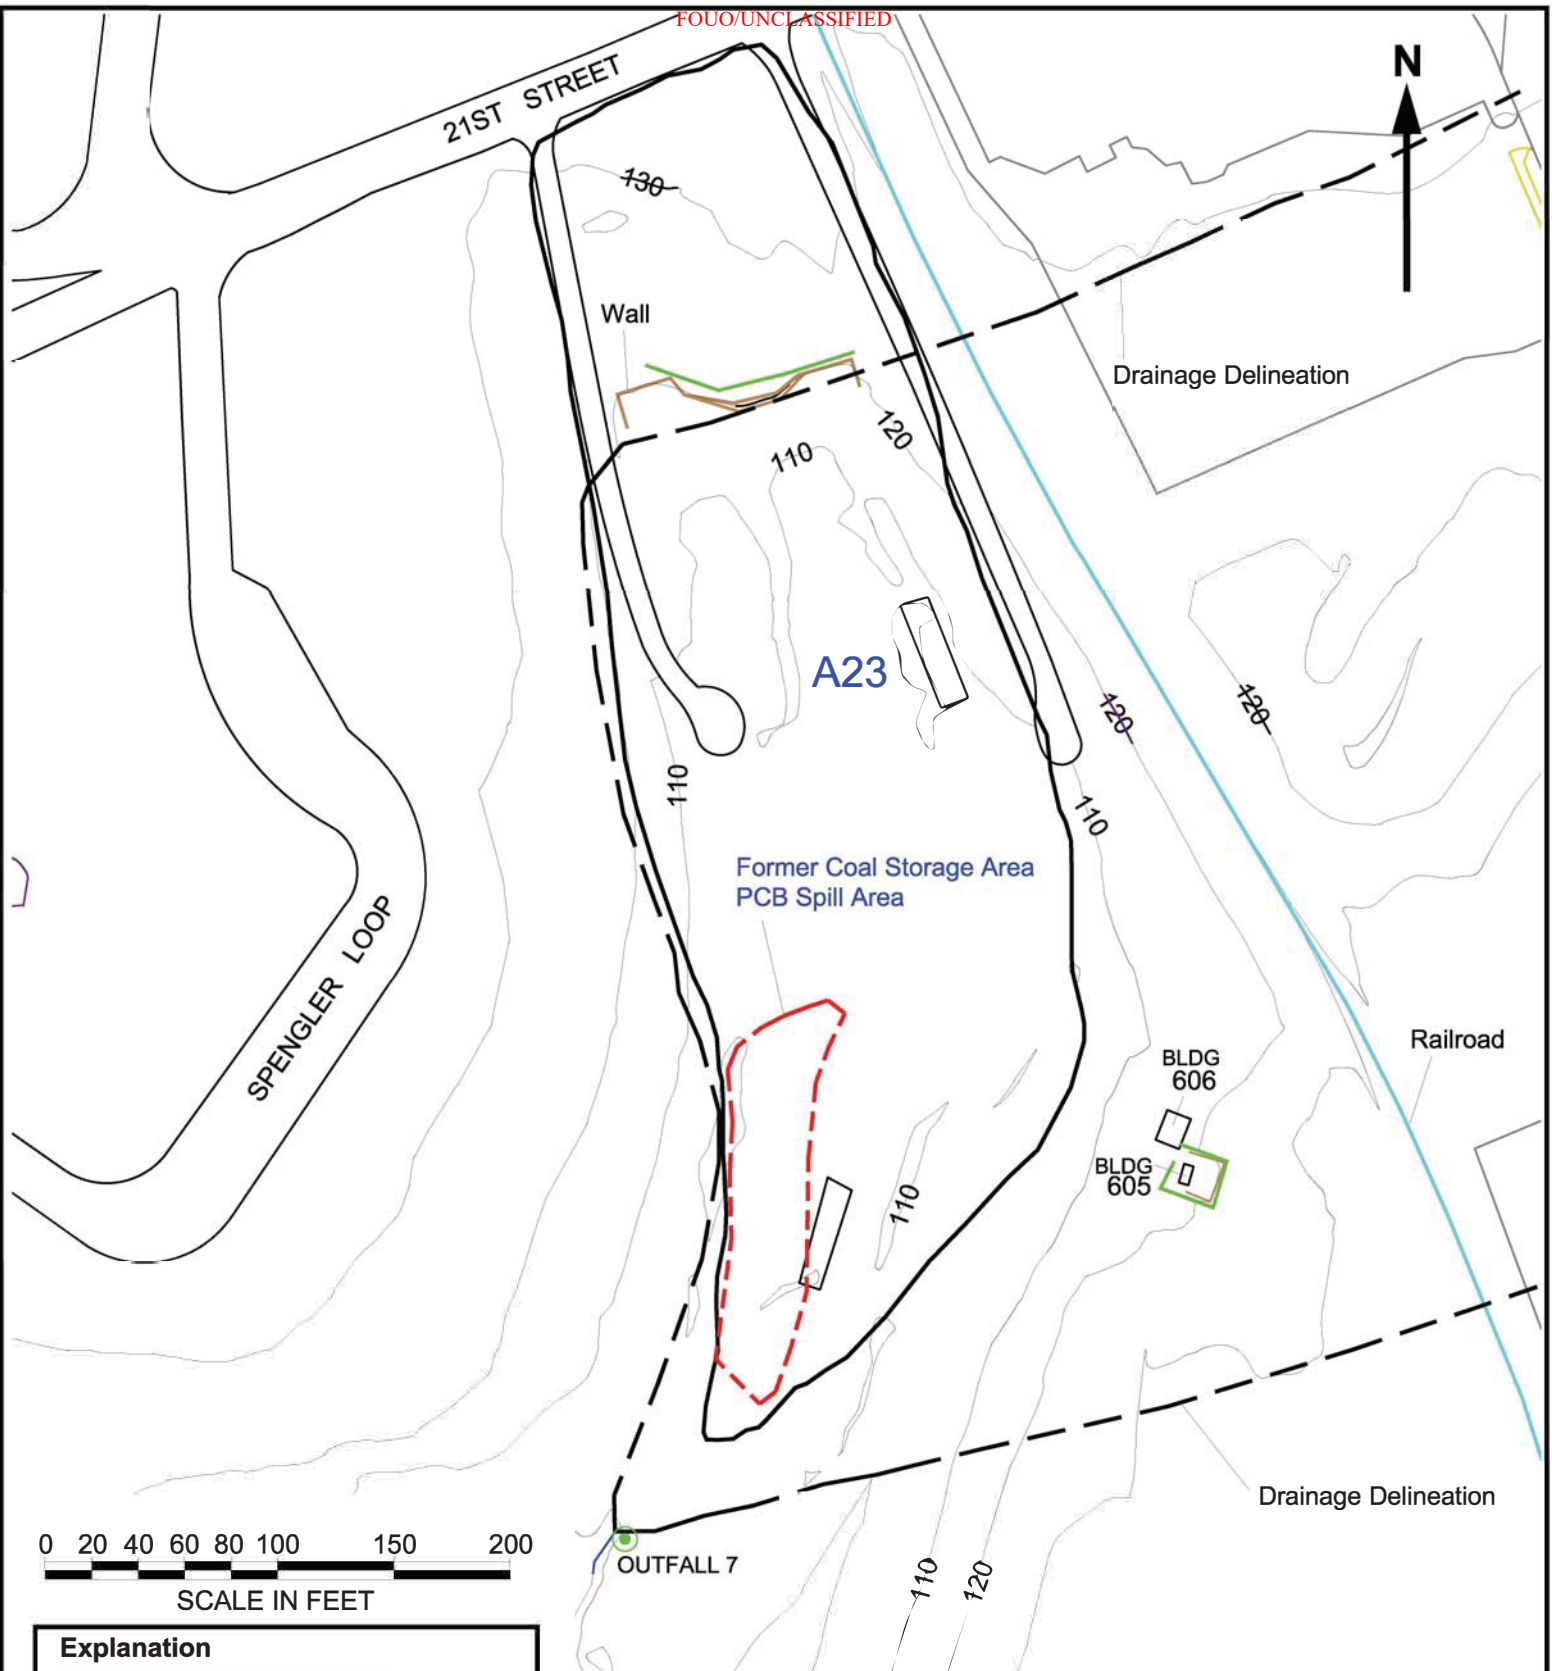 FOUO/UNCLASSIFIED
N
21ST STREET
130
Wall
Drainage Delineation
120
110
A23
120
120
110
110
Former Coal Storage Area
PCB Spill Area
SPENGLER LOOP
Railroad
BLDG
606
BLDG
605
110
Drainage Delineation
0 20 40 60 80 100 150 200
SCALE IN FEET
OUTFALL 7
110
120
Explanation